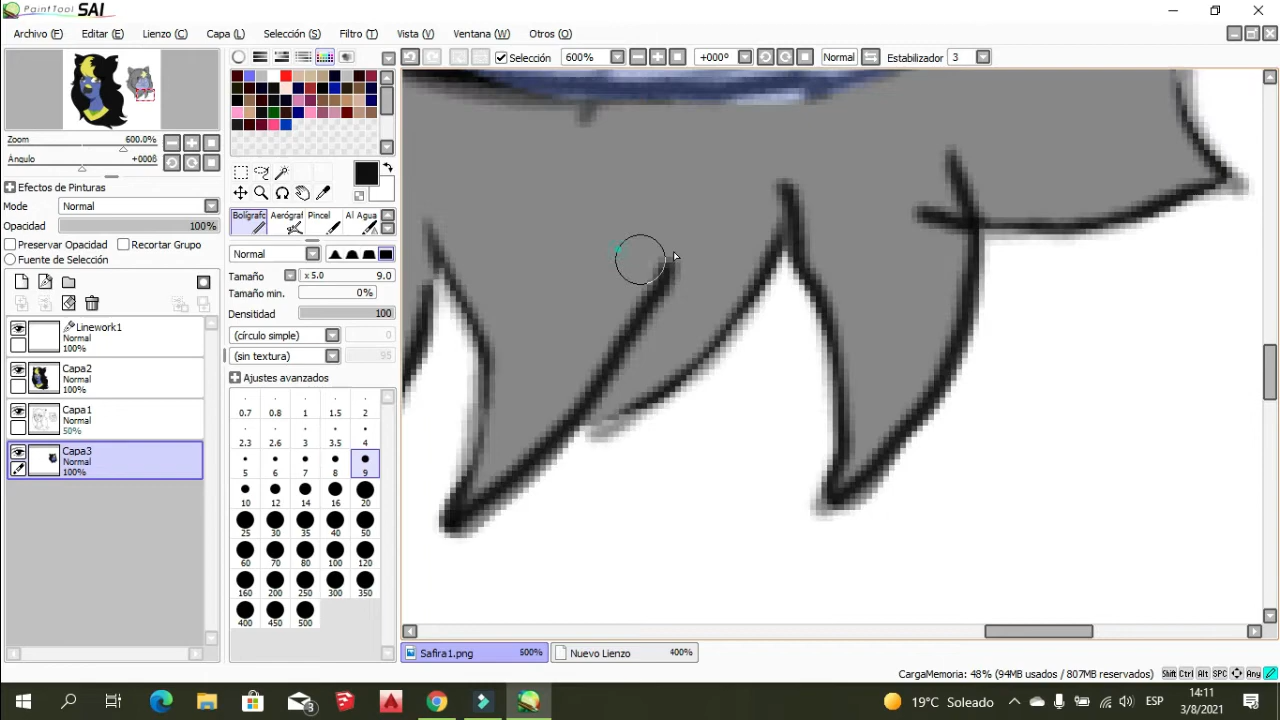 PaintTool SAI
Archivo (F) Editar (E) Lienzo (C) Capa (L) Selección (S) Filtro (T) Vista (V) Ventana (W) Otros (O)
Selección 600% +000° Normal Estabilizador 3
Zoom 600.0%
Ángulo +000ß
Efectos de Pinturas
Mode Normal
Opacidad 100%
Preservar Opacidad Recortar Grupo
Fuente de Selección
Linework1
Normal
100%
Capa2
Normal
100%
Capa1
Normal
50%
Capa3
Normal
100%
Bolígrafo Aerógraf Pincel Al Agua
Normal
Tamaño x 5.0 9.0
Tamaño min. 0%
Densitidad 100
(círculo simple) 0
(sin textura) 95
Ajustes avanzados
0.7 0.8 1 1.5 2
2.3 2.6 3 3.5 4
5 6 7 8 9
10 12 14 16 20
25 30 35 40 50
60 70 80 100 120
160 200 250 300 350
400 450 500
Safira1.png 600% Nuevo Lienzo 400%
CargaMemoria: 48% (94MB usados / 807MB reservados) Shift Ctrl Alt SPC Any
3 19°C Soleado ESP 14:11
3/8/2021